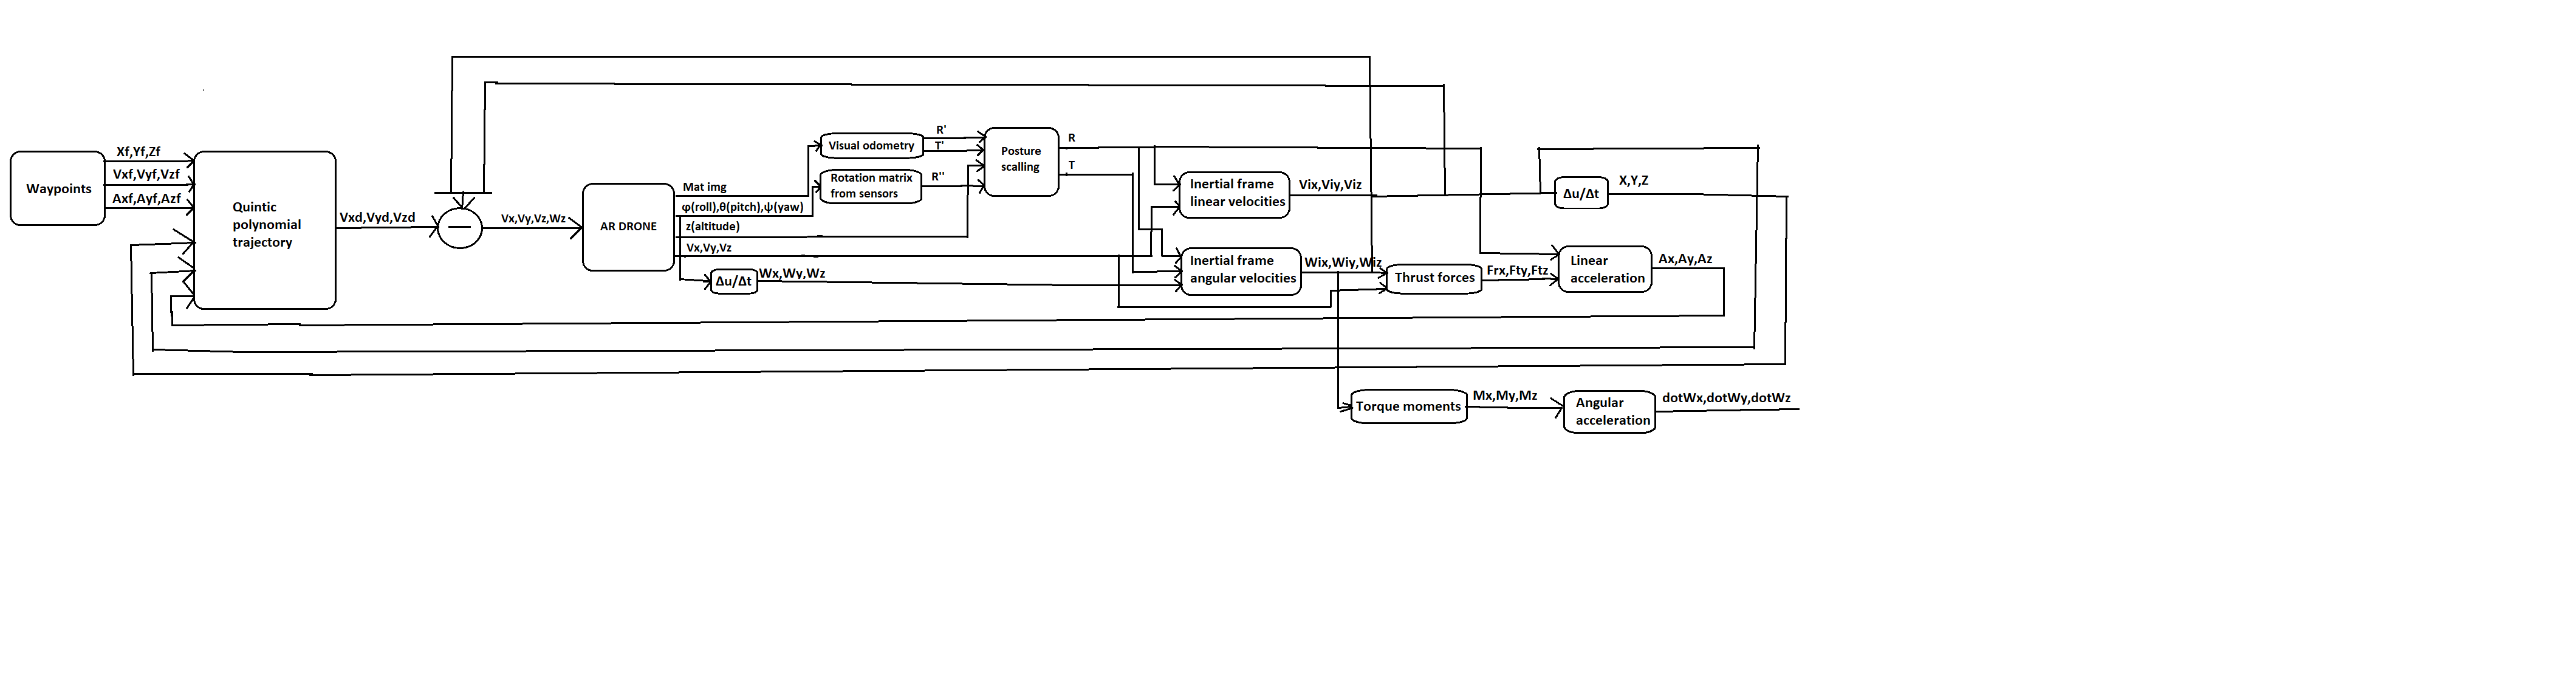 Waypoints
Xf,Yf,Zf
Vxf,Vyf,Vzf
Axf,Ayf,Azf
Quintic
polynomial
trajectory
Vxd,Vyd,Vzd
Vx,Vy,Vz,Wz
AR DRONE
Mat img
φ(roll),θ(pitch),ψ(yaw)
z(altitude)
Vx,Vy,Vz
Δu/Δt
Wx,Wy,Wz
Visual odometry
Rotation matrix
from sensors
R'
T'
R''
Posture
scalling
R
T
Inertial frame
linear velocities
Vix,Viy,Viz
Inertial frame
angular velocities
Wix,Wiy,Wiz
Δu/Δt
X,Y,Z
Thrust forces
Frx,Fty,Ftz
Linear
acceleration
Ax,Ay,Az
Torque moments
Mx,My,Mz
Angular
acceleration
dotWx,dotWy,dotWz